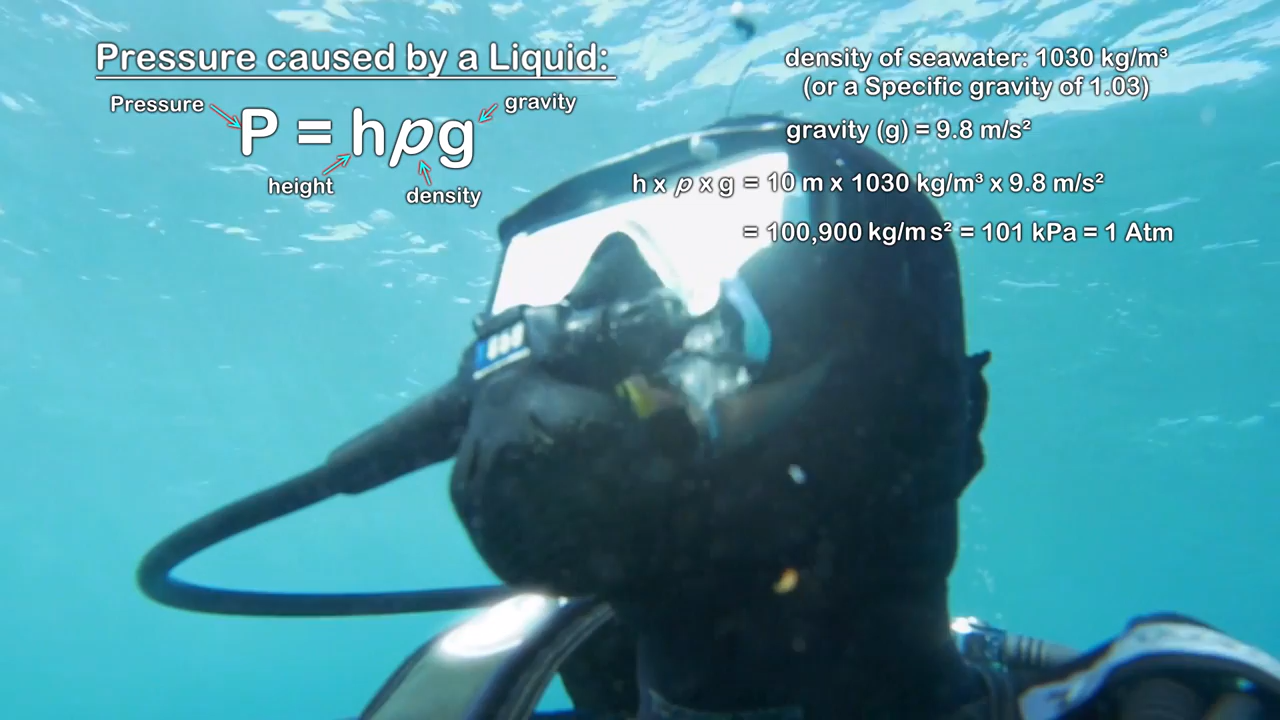 Pressure caused by a Liquid:
Pressure
gravity
P = hρg
height
density
density of seawater: 1030 kg/m³
(or a Specific gravity of 1.03)
gravity (g) = 9.8 m/s²
h x ρ x g = 10 m x 1030 kg/m³ x 9.8 m/s²
= 100,900 kg/m s² = 101 kPa = 1 Atm